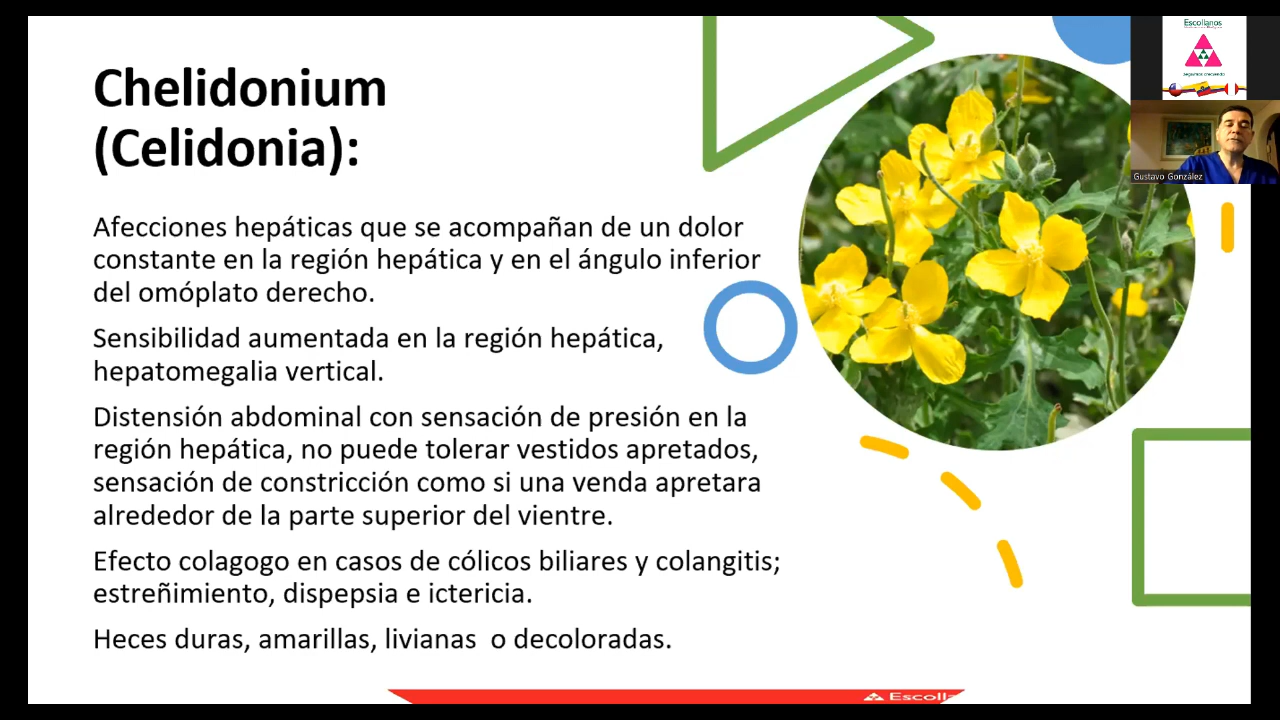 Chelidonium
(Celidonia):
Afecciones hepáticas que se acompañan de un dolor
constante en la región hepática y en el ángulo inferior
del omóplato derecho.
Sensibilidad aumentada en la región hepática,
hepatomegalia vertical.
Distensión abdominal con sensación de presión en la
región hepática, no puede tolerar vestidos apretados,
sensación de constricción como si una venda apretara
alrededor de la parte superior del vientre.
Efecto colagogo en casos de cólicos biliares y colangitis;
estreñimiento, dispepsia e ictericia.
Heces duras, amarillas, livianas o decoloradas.
Escollanos
Gustavo González
Escolla